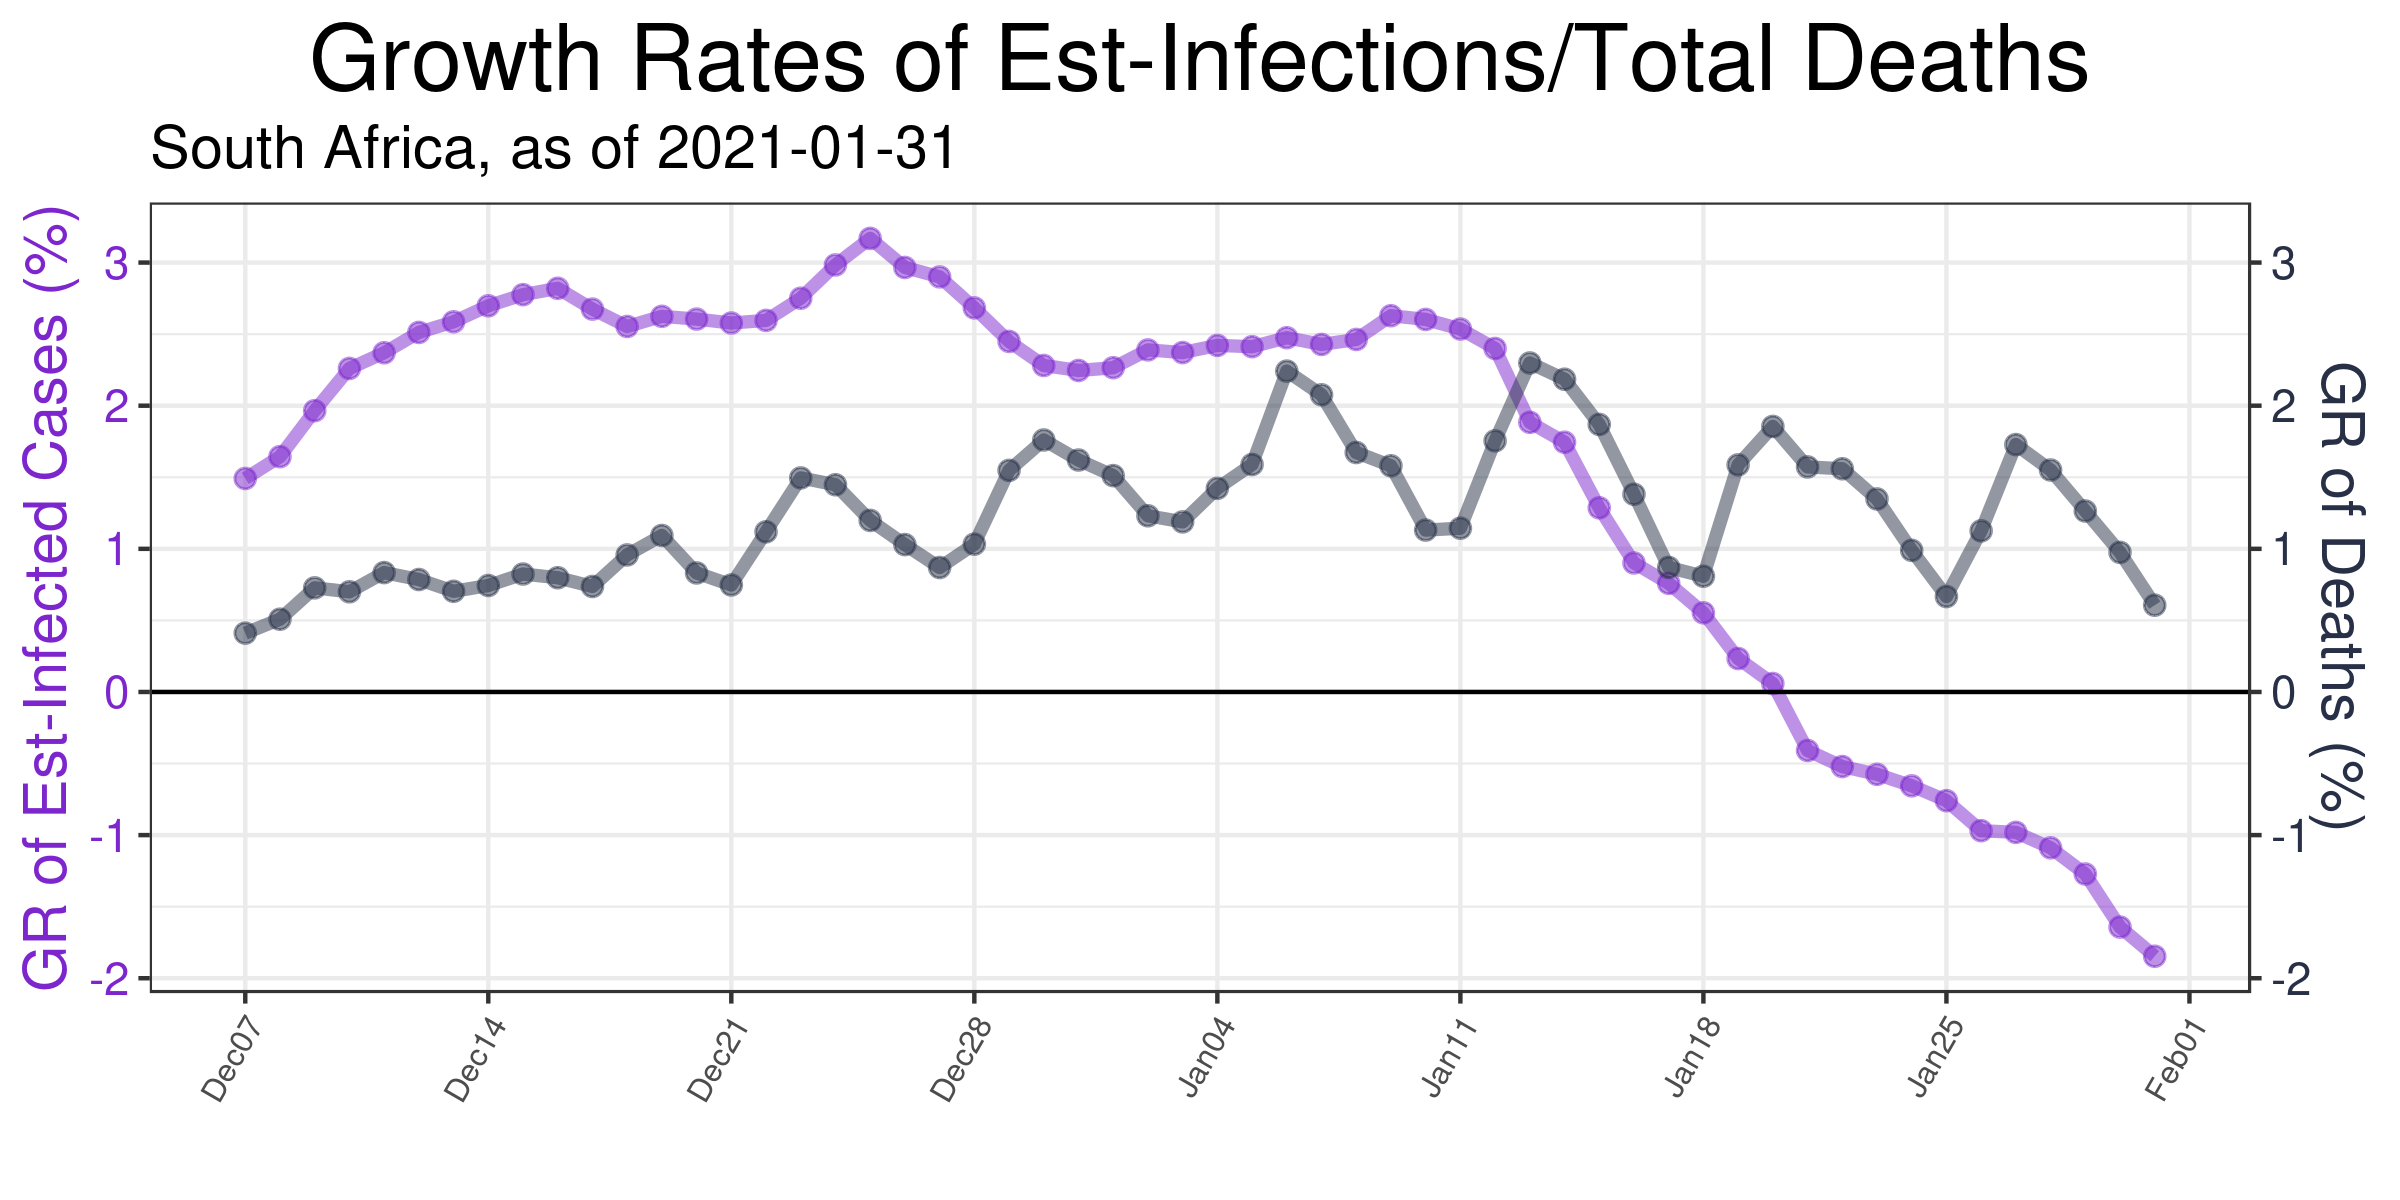 Growth Rates of Est-Infections/Total Deaths
South Africa, as of 2021-01-31
GR of Est-Infected Cases (%)
3
2
1
0
-1
-2
3
2
1
0
-1
-2
GR of Deaths (%)
Dec07
Dec14
Dec21
Dec28
Jan04
Jan11
Jan18
Jan25
Feb01